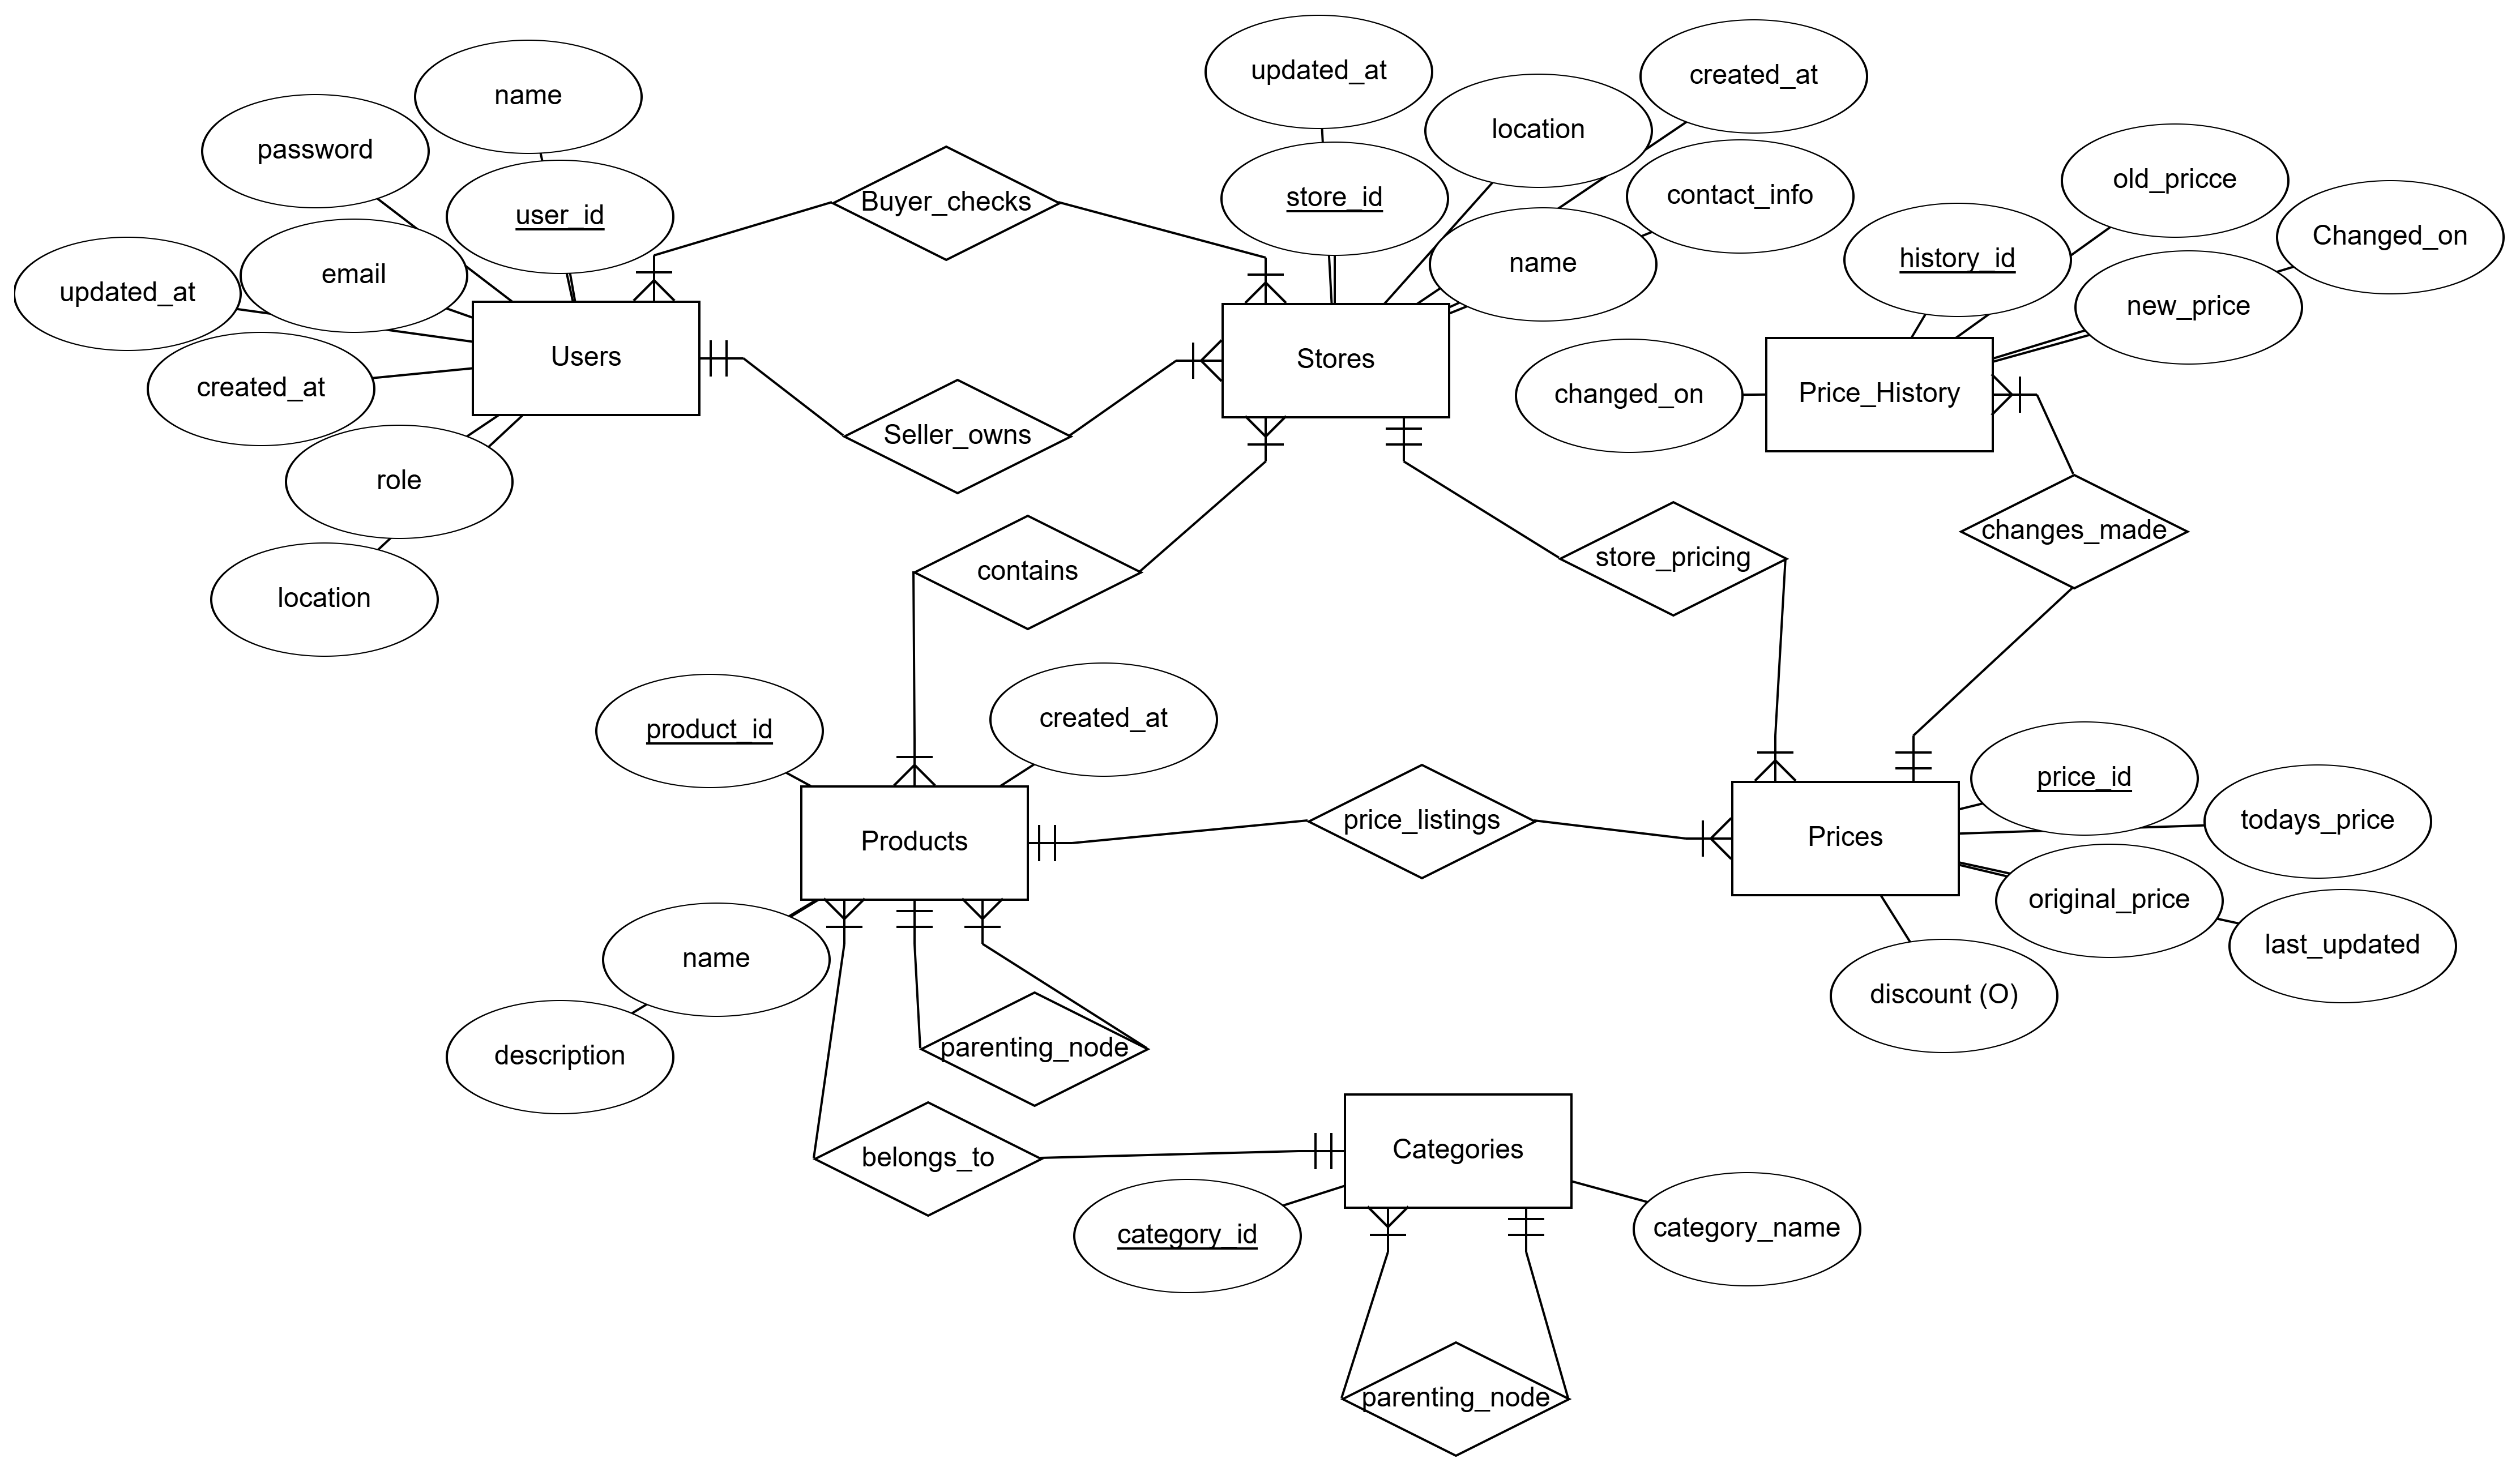 updated_at
created_at
name
location
password
old_pricce
contact_info
store_id
Buyer_checks
user_id
Changed_on
history_id
name
email
updated_at
new_price
Users
Stores
created_at
Price_History
changed_on
Seller_owns
role
changes_made
store_pricing
contains
location
created_at
product_id
price_id
todays_price
price_listings
Prices
Products
original_price
last_updated
name
discount (O)
parenting_node
description
Categories
belongs_to
category_name
category_id
parenting_node